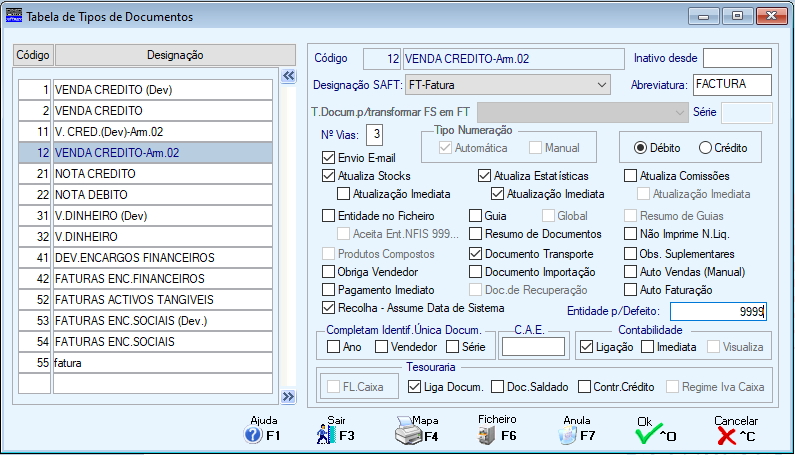 Tabela de Tipos de Documentos
Código Designação
1 VENDA CREDITO (Dev)
2 VENDA CREDITO
11 V. CRED.(Dev)-Arm.02
12 VENDA CREDITO-Arm.02
21 NOTA CREDITO
22 NOTA DEBITO
31 V.DINHEIRO (Dev)
32 V.DINHEIRO
41 DEV.ENCARGOS FINANCEIROS
42 FATURAS ENC.FINANCEIROS
52 FATURAS ACTIVOS TANGIVEIS
53 FATURAS ENC.SOCIAIS (Dev.)
54 FATURAS ENC.SOCIAIS
55 fatura
Código 12 VENDA CREDITO-Arm.02 Inativo desde
Designação SAFT: FT-Fatura Abreviatura: FACTURA
T.Docum.p/transformar FS em FT Série
Nº Vias: 3 Tipo Numeração
Automática Manual Débito Crédito
Envio E-mail
Atualiza Stocks Atualiza Estatísticas Atualiza Comissões
Atualização Imediata Atualização Imediata Atualização Imediata
Entidade no Ficheiro Guia Global Resumo de Guias
Aceita Ent.NFIS 999... Resumo de Documentos Não Imprime N.Liq.
Produtos Compostos Documento Transporte Obs. Suplementares
Obriga Vendedor Documento Importação Auto Vendas (Manual)
Pagamento Imediato Doc.de Recuperação Auto Faturação
Recolha - Assume Data de Sistema Entidade p/Defeito: 9999
Completam Identif.Única Docum. C.A.E. Contabilidade
Ano Vendedor Série Ligação Imediata Visualiza
Tesouraria
FL.Caixa Liga Docum. Doc.Saldado Contr.Crédito Regime Iva Caixa
Ajuda F1 Sair F3 Mapa F4 Ficheiro F6 Anula F7 Ok ^O Cancelar ^C